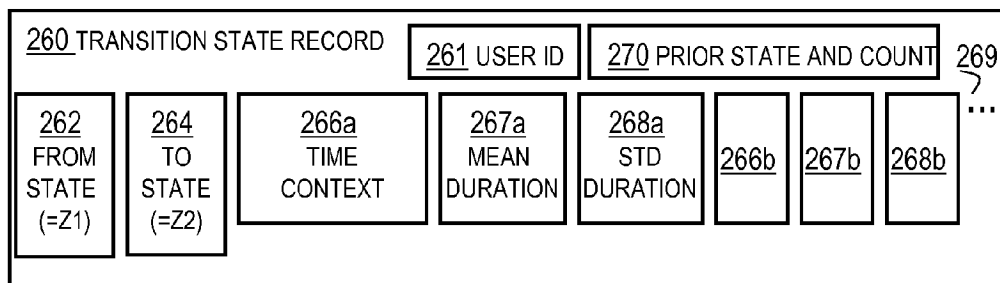 260 TRANSITION STATE RECORD
261 USER ID
270 PRIOR STATE AND COUNT
269
...
262
FROM
STATE
(=Z1)
264
TO
STATE
(=Z2)
266a
TIME
CONTEXT
267a
MEAN
DURATION
268a
STD
DURATION
266b
267b
268b